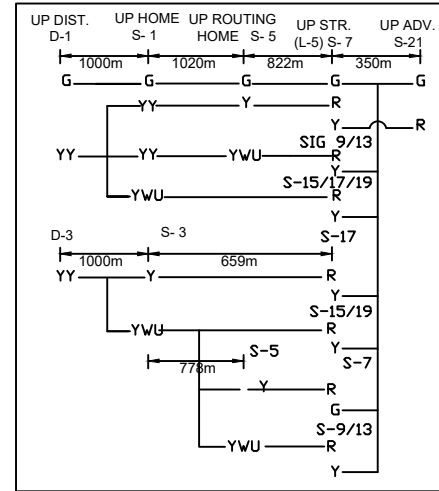 UP DIST. UP HOME UP ROUTING UP STR. UP ADV.
D-1 S- 1 HOME S- 5 (L-5) S- 7 S-21
1000m 1020m 822m 350m
G G G G G
YY Y R
Y R
SIG 9/13
YY YY YWU R
Y
S-15/17/19
YWU R
Y
S-17
D-3 S- 3
1000m 659m
YY Y R
Y
S-15/19
YWU R
Y
S-5 S-7
778m
Y R
G
S-9/13
YWU R
Y